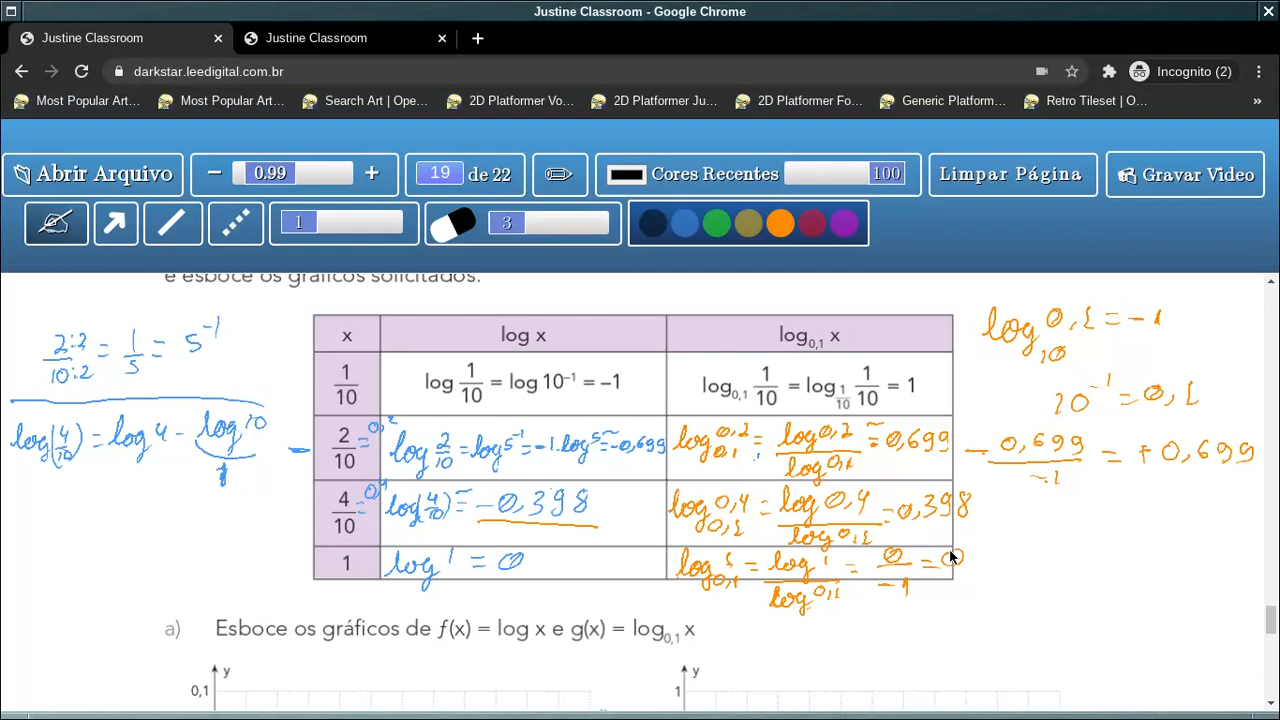 Justine Classroom - Google Chrome
Justine Classroom
Justine Classroom
darkstar.leedigital.com.br
Incognito (2)
Most Popular Art...
Most Popular Ar...
Search Art | Ope...
2D Platformer Vo...
2D Platformer Ju...
2D Platformer Fo...
Generic Platform...
Retro Tileset | O...
Abrir Arquivo
− 0.99 +
19 de 22
Cores Recentes 100
Limpar Página
Gravar Video
1
3
e esboce os gráficos solicitados.
x
log x
log0,1 x
1/10
log 1/10 = log 10⁻¹ = −1
log0,1 1/10 = log1/10 1/10 = 1
2/10 = 0,2
log 2/10 = log 5⁻¹ = -1.log 5 ≅ -0,699
log0,1 0,2 = log 0,2 / log 0,1 ≅ 0,699
4/10 = 0,4
log(4/10) ≅ -0,398
log0,1 0,4 = log 0,4 / log 0,1 = 0,398
1
log 1 = 0
log0,1 1 = log 1 / log 0,1 = 0/-1 = 0
2:2/10:2 = 1/5 = 5⁻¹
log(4/10) = log 4 - log 10
1
log10 0,1 = -1
10⁻¹ = 0,1
- 0,699/-1 = +0,699
a) Esboce os gráficos de f(x) = log x e g(x) = log0,1 x
y
0,1
y
1